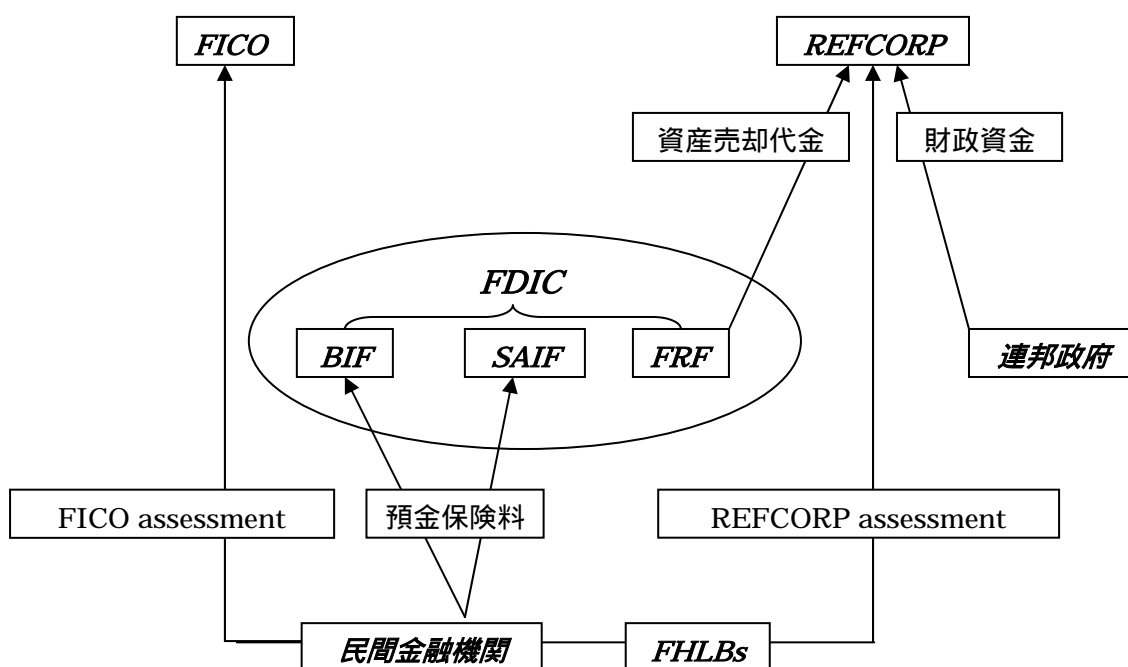 FICO
REFCORP
資産売却代金
財政資金
FDIC
BIF
SAIF
FRF
連邦政府
FICO assessment
預金保険料
REFCORP assessment
民間金融機関
FHLBs